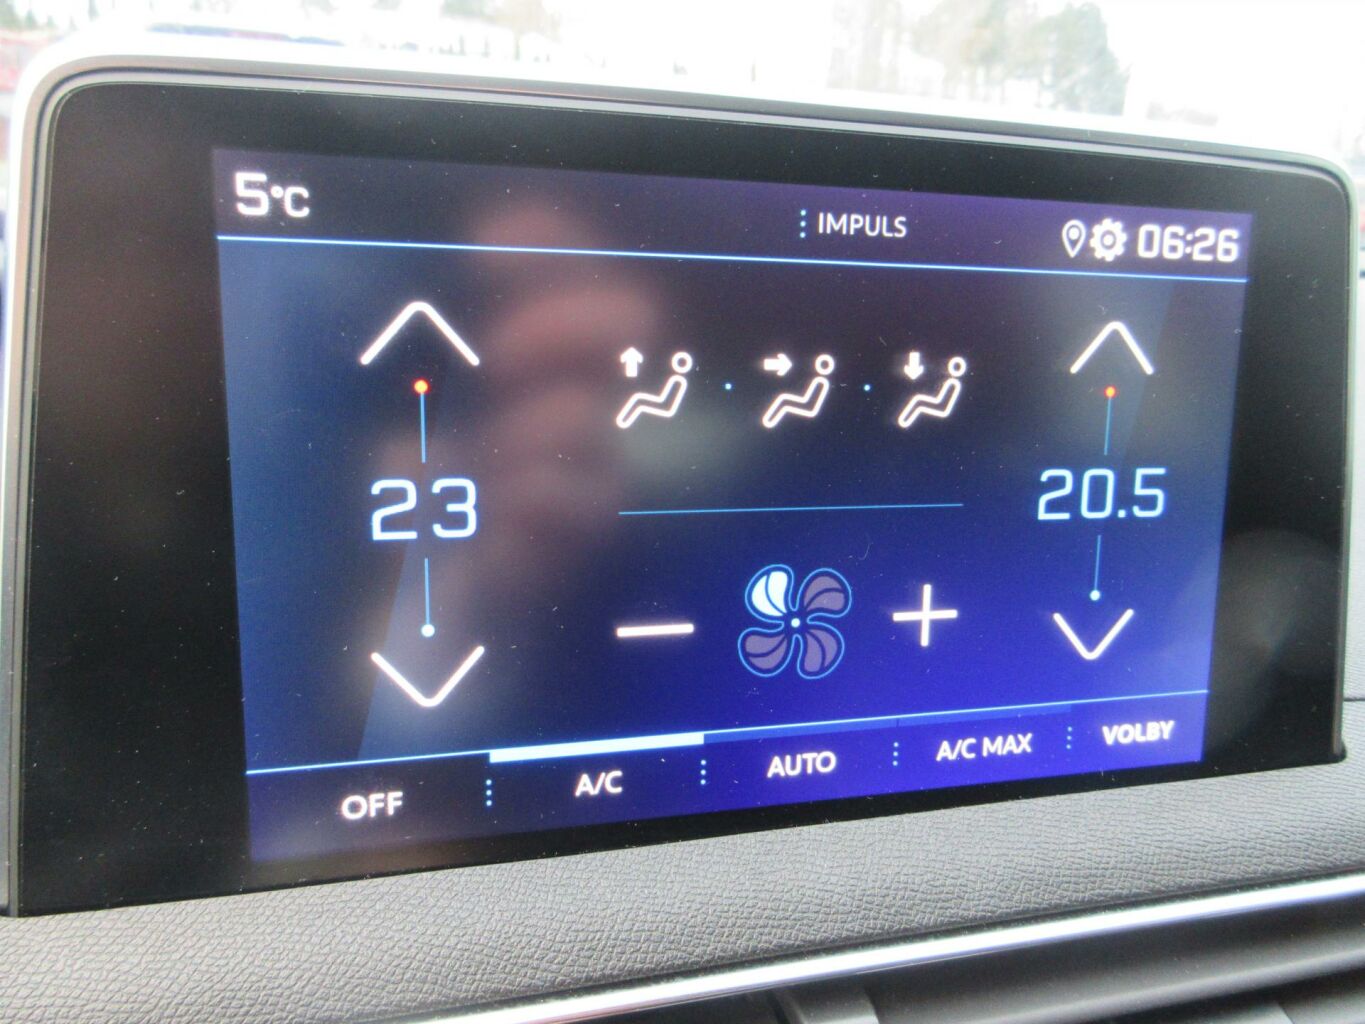 5°C
IMPULS
06:26
23
20.5
OFF
A/C
AUTO
A/C MAX
VOLBY